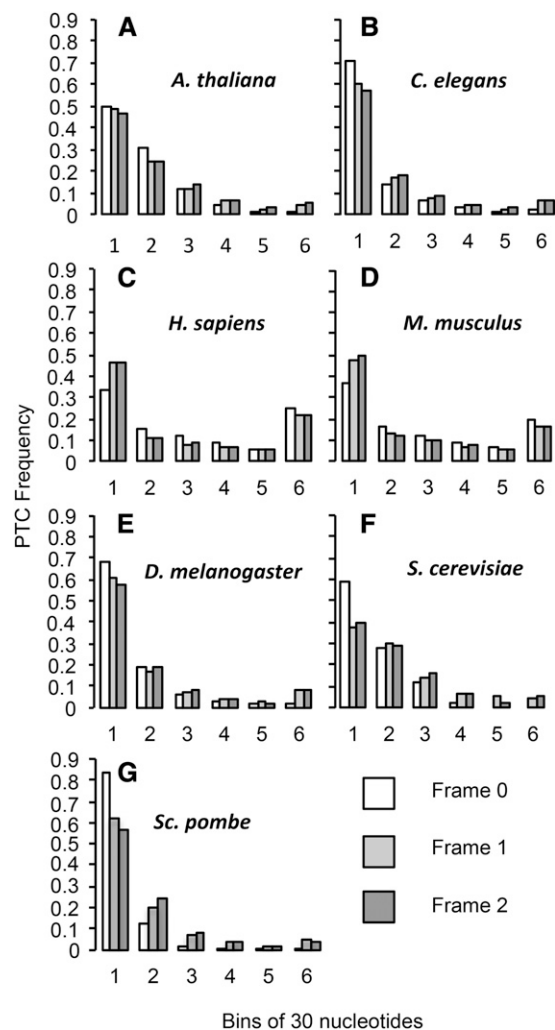 A
A. thaliana
0.9
0.8
0.7
0.6
0.5
0.4
0.3
0.2
0.1
0
1 2 3 4 5 6
B
C. elegans
1 2 3 4 5 6
C
H. sapiens
0.9
0.8
0.7
0.6
0.5
0.4
0.3
0.2
0.1
0
1 2 3 4 5 6
D
M. musculus
1 2 3 4 5 6
PTC Frequency
E
D. melanogaster
0.9
0.8
0.7
0.6
0.5
0.4
0.3
0.2
0.1
0
1 2 3 4 5 6
F
S. cerevisiae
1 2 3 4 5 6
G
Sc. pombe
0.9
0.8
0.7
0.6
0.5
0.4
0.3
0.2
0.1
0
1 2 3 4 5 6
Frame 0
Frame 1
Frame 2
Bins of 30 nucleotides